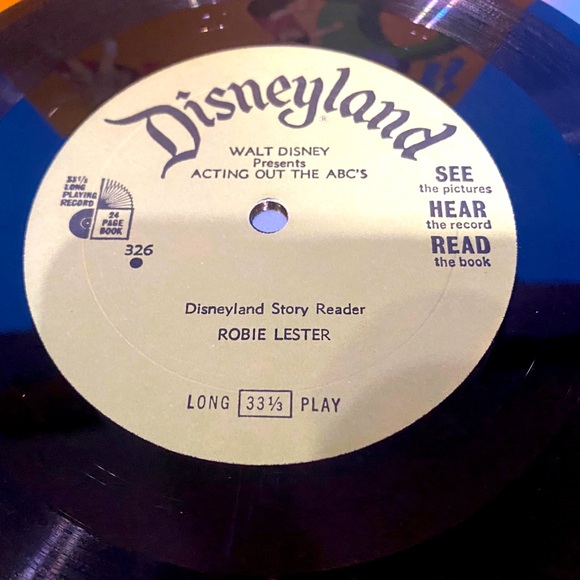 Disneyland
WALT DISNEY
Presents
ACTING OUT THE ABC'S
33⅓
LONG
PLAYING
RECORD
24
PAGE
BOOK
326
SEE
the pictures
HEAR
the record
READ
the book
Disneyland Story Reader
ROBIE LESTER
LONG 33⅓ PLAY